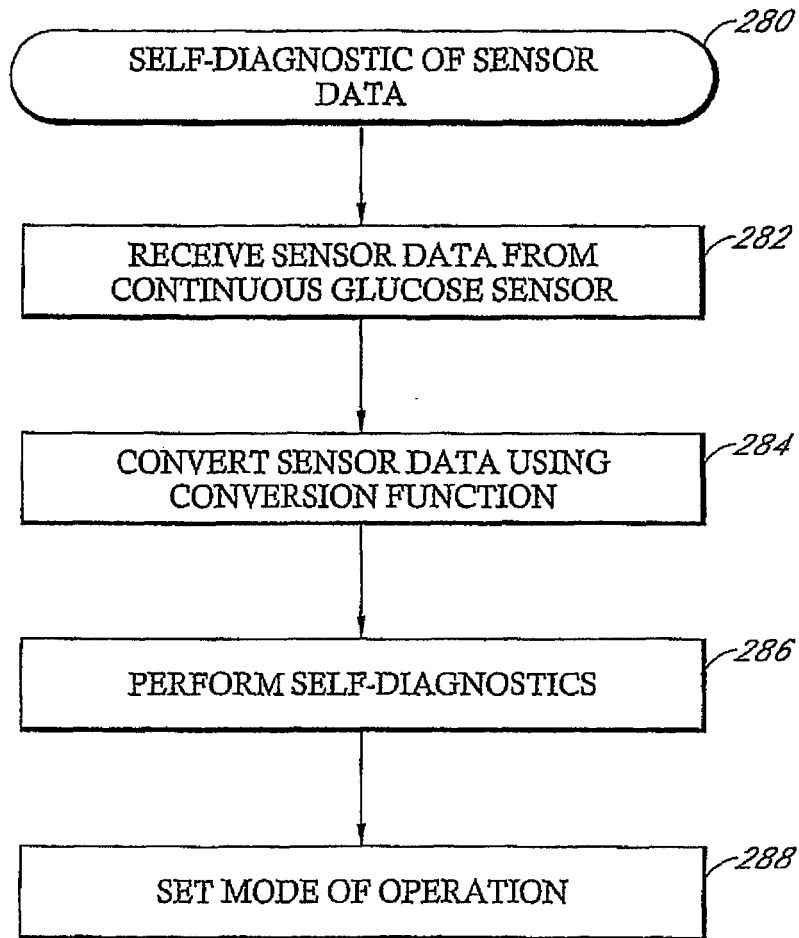 280
SELF-DIAGNOSTIC OF SENSOR
DATA
282
RECEIVE SENSOR DATA FROM
CONTINUOUS GLUCOSE SENSOR
284
CONVERT SENSOR DATA USING
CONVERSION FUNCTION
286
PERFORM SELF-DIAGNOSTICS
288
SET MODE OF OPERATION